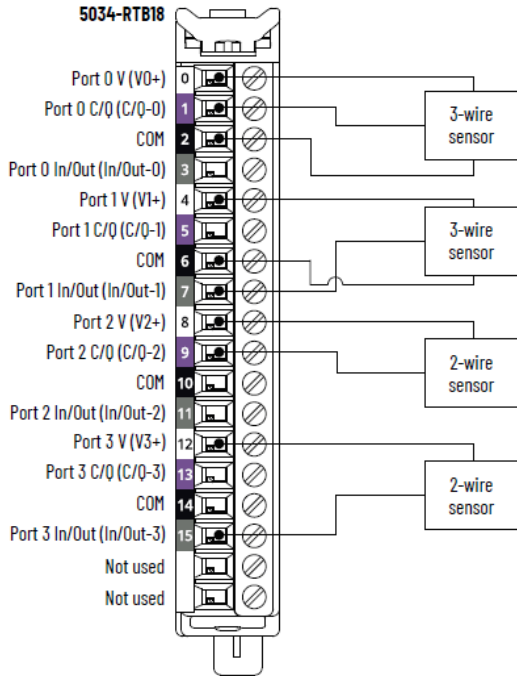 5034-RTB18
Port 0 V (V0+) 0
Port 0 C/Q (C/Q-0) 1
COM 2
Port 0 In/Out (In/Out-0) 3
Port 1 V (V1+) 4
Port 1 C/Q (C/Q-1) 5
COM 6
Port 1 In/Out (In/Out-1) 7
Port 2 V (V2+) 8
Port 2 C/Q (C/Q-2) 9
COM 10
Port 2 In/Out (In/Out-2) 11
Port 3 V (V3+) 12
Port 3 C/Q (C/Q-3) 13
COM 14
Port 3 In/Out (In/Out-3) 15
Not used
Not used
3-wire
sensor
3-wire
sensor
2-wire
sensor
2-wire
sensor